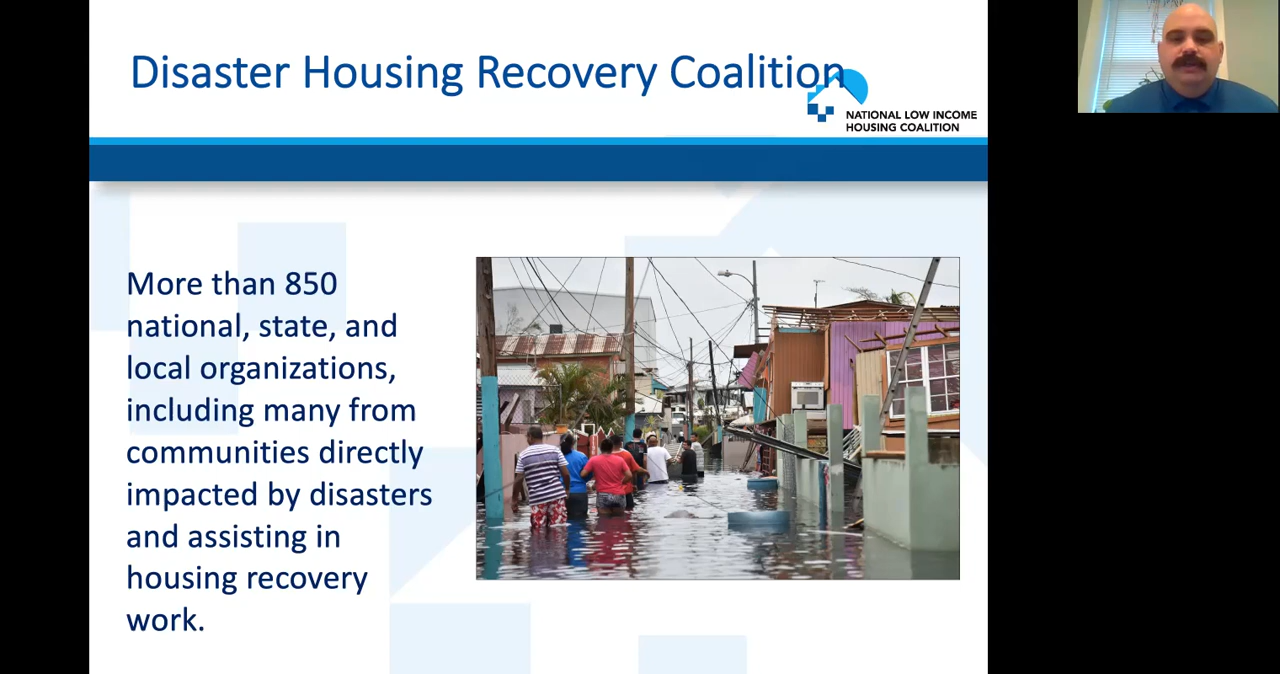 Disaster Housing Recovery Coalition
NATIONAL LOW INCOME
HOUSING COALITION
More than 850
national, state, and
local organizations,
including many from
communities directly
impacted by disasters
and assisting in
housing recovery
work.